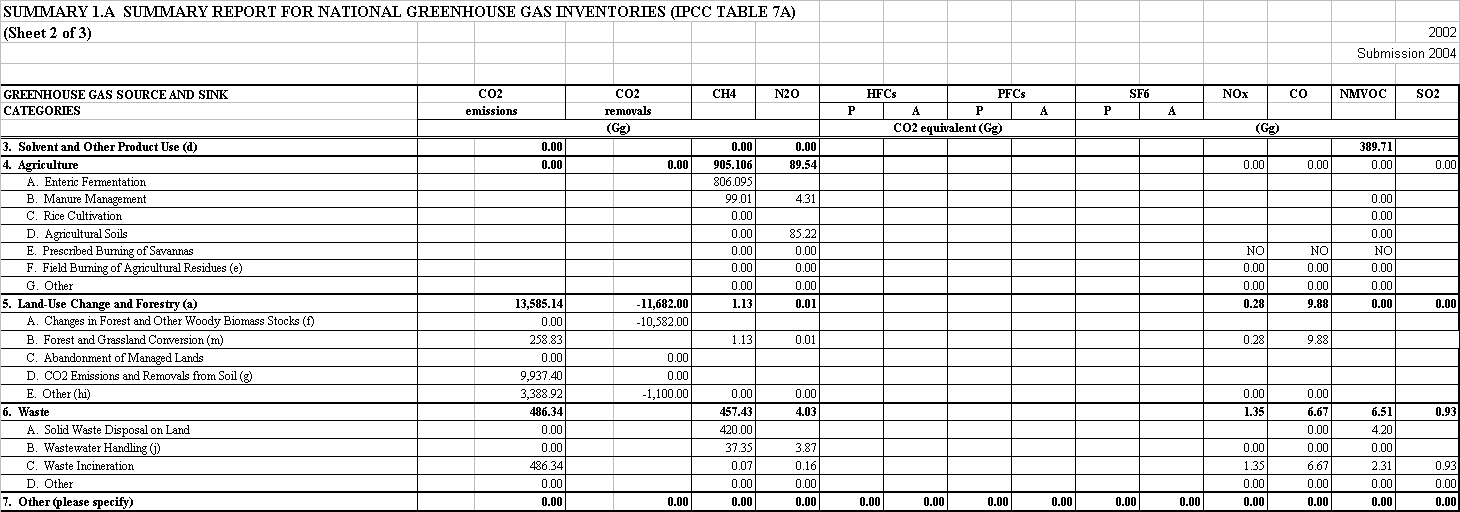 SUMMARY 1.A SUMMARY REPORT FOR NATIONAL GREENHOUSE GAS INVENTORIES (IPCC TABLE 7A)
(Sheet 2 of 3) 2002
Submission 2004
GREENHOUSE GAS SOURCE AND SINK CO2 CO2 CH4 N2O HFCs PFCs SF6 NOx CO NMVOC SO2
CATEGORIES emissions removals P A P A P A
(Gg) CO2 equivalent (Gg) (Gg)
3. Solvent and Other Product Use (d) 0.00 0.00 0.00 389.71
4. Agriculture 0.00 0.00 905.106 89.54 0.00 0.00 0.00 0.00
A. Enteric Fermentation 806.095
B. Manure Management 99.01 4.31 0.00
C. Rice Cultivation 0.00 0.00
D. Agricultural Soils 0.00 85.22 0.00
E. Prescribed Burning of Savannas 0.00 0.00 NO NO NO
F. Field Burning of Agricultural Residues (e) 0.00 0.00 0.00 0.00 0.00
G. Other 0.00 0.00 0.00 0.00 0.00
5. Land-Use Change and Forestry (a) 13,585.14 -11,682.00 1.13 0.01 0.28 9.88 0.00 0.00
A. Changes in Forest and Other Woody Biomass Stocks (f) 0.00 -10,582.00
B. Forest and Grassland Conversion (m) 258.83 1.13 0.01 0.28 9.88
C. Abandonment of Managed Lands 0.00 0.00
D. CO2 Emissions and Removals from Soil (g) 9,937.40 0.00
E. Other (hi) 3,388.92 -1,100.00 0.00 0.00 0.00 0.00
6. Waste 486.34 457.43 4.03 1.35 6.67 6.51 0.93
A. Solid Waste Disposal on Land 0.00 420.00 0.00 4.20
B. Wastewater Handling (j) 0.00 37.35 3.87 0.00 0.00 0.00
C. Waste Incineration 486.34 0.07 0.16 1.35 6.67 2.31 0.93
D. Other 0.00 0.00 0.00 0.00 0.00 0.00 0.00
7. Other (please specify) 0.00 0.00 0.00 0.00 0.00 0.00 0.00 0.00 0.00 0.00 0.00 0.00 0.00 0.00